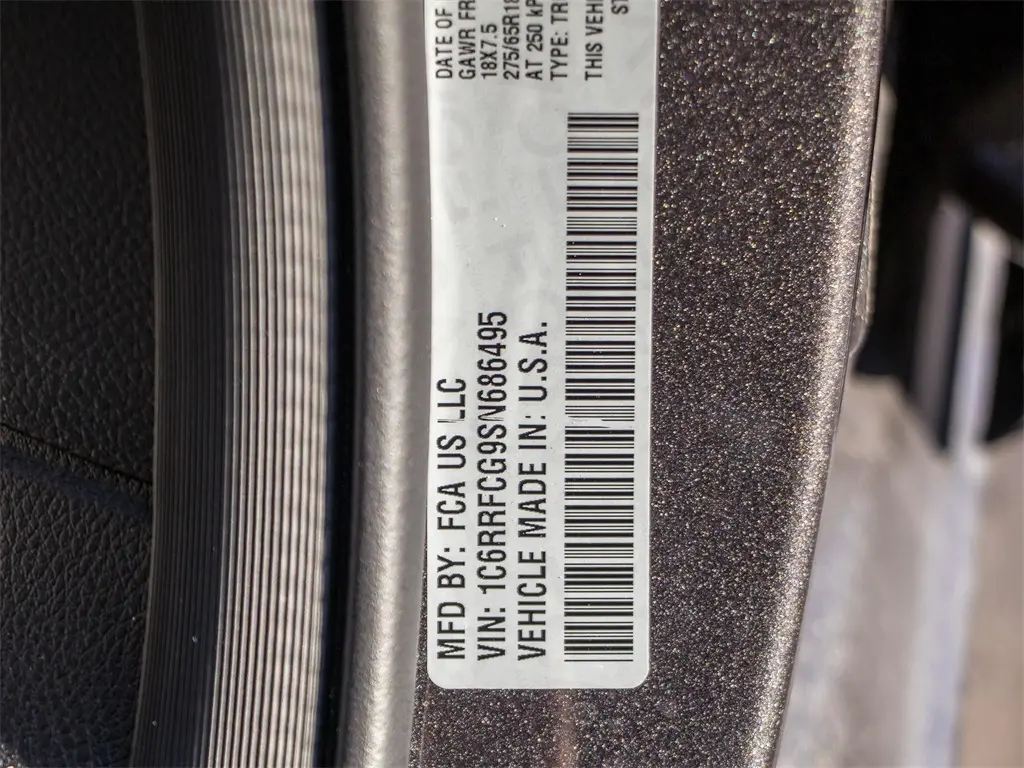 MFD BY: FCA US LLC
DATE OF
VIN: 1C6RRFCG9SN686495
GAWR FR
18X7.5
VEHICLE MADE IN: U.S.A.
275/65R18
AT 250 kP
TYPE: TR
THIS VEHI
ST